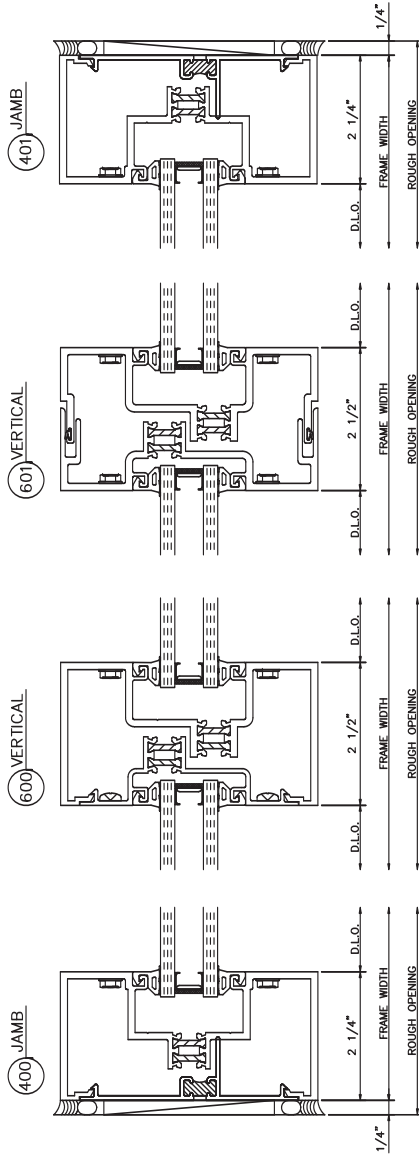 400 JAMB
600 VERTICAL
601 VERTICAL
401 JAMB
1/4"
2 1/4"
D.L.O.
FRAME WIDTH
ROUGH OPENING
D.L.O.
2 1/2"
D.L.O.
FRAME WIDTH
ROUGH OPENING
D.L.O.
2 1/2"
D.L.O.
FRAME WIDTH
ROUGH OPENING
D.L.O.
2 1/4"
1/4"
FRAME WIDTH
ROUGH OPENING